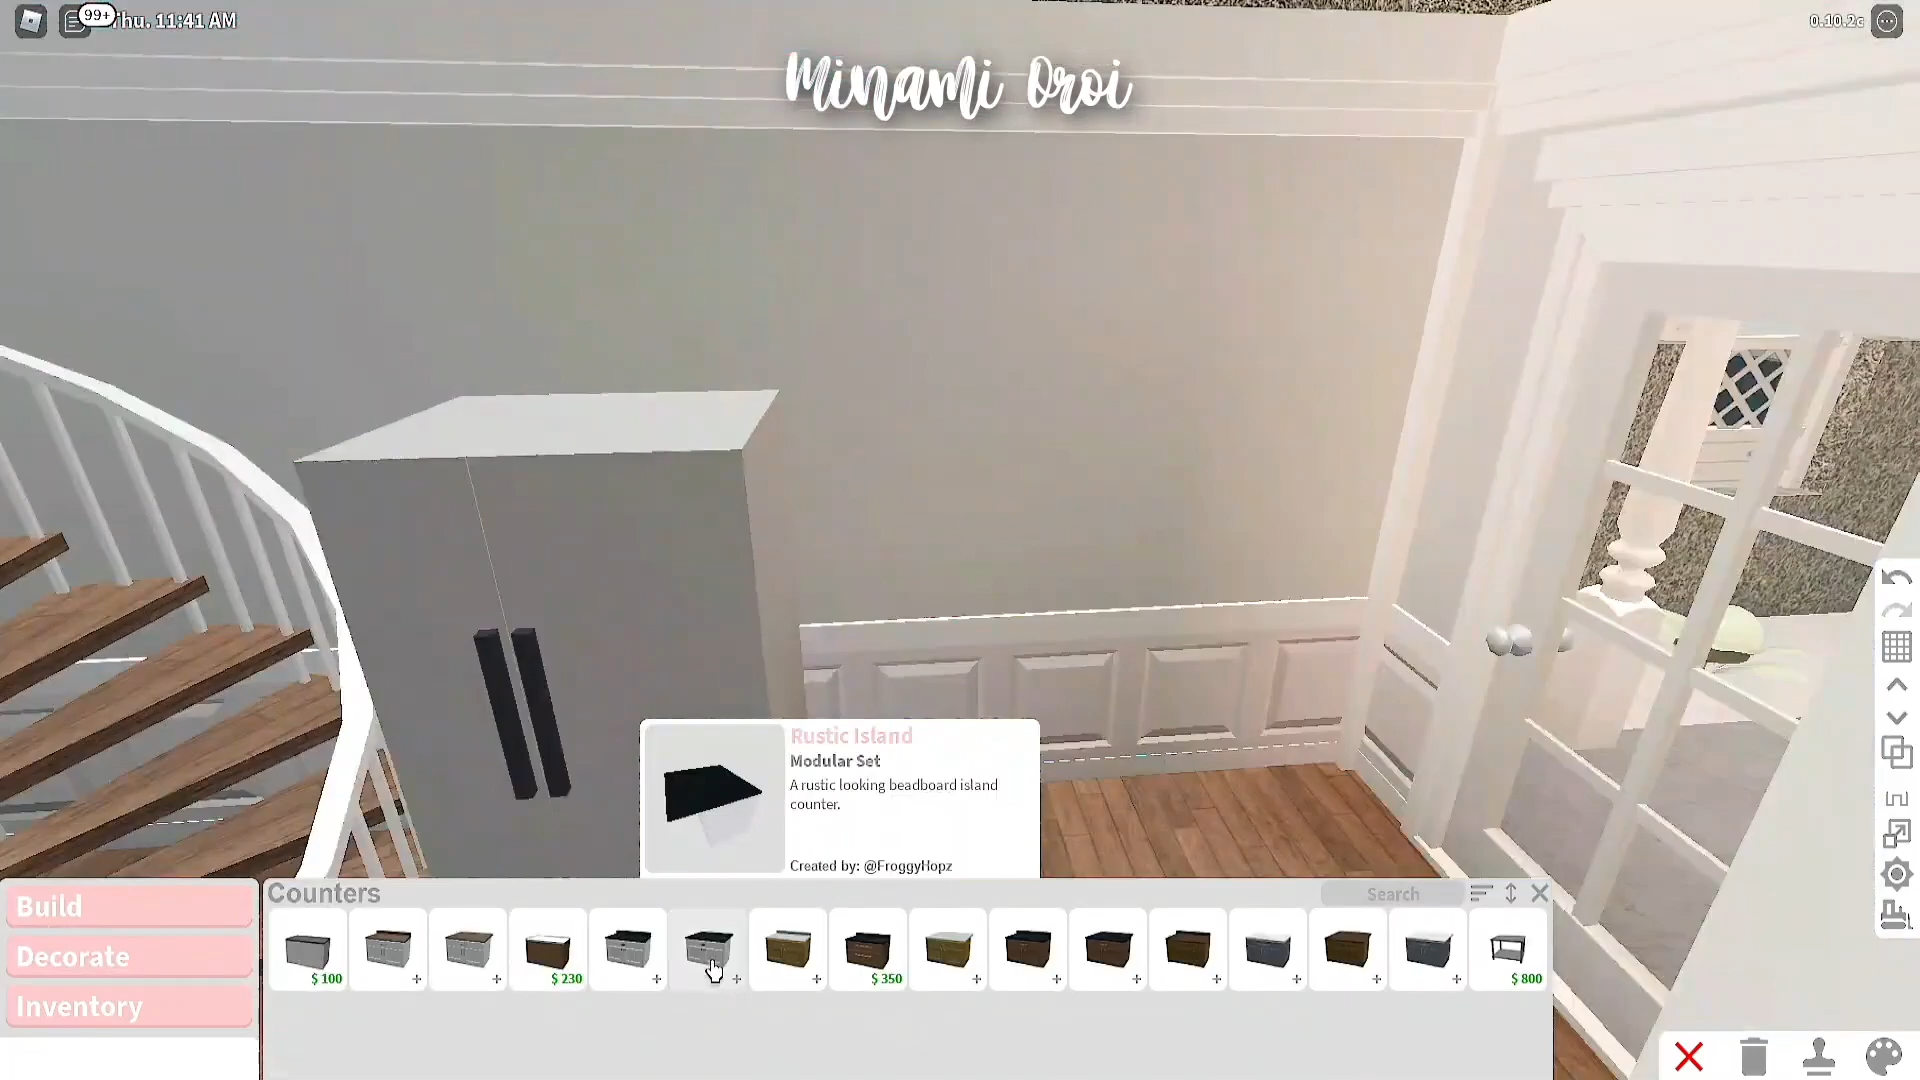 99+
Thu. 11:41 AM
0.10.2c
Minami Oroi
Rustic Island
Modular Set
A rustic looking beadboard island
counter.
Created by: @FroggyHopz
Build
Decorate
Inventory
Counters
Search
$ 100
+
+
$ 230
+
+
+
$ 350
+
+
+
+
+
+
+
$ 800